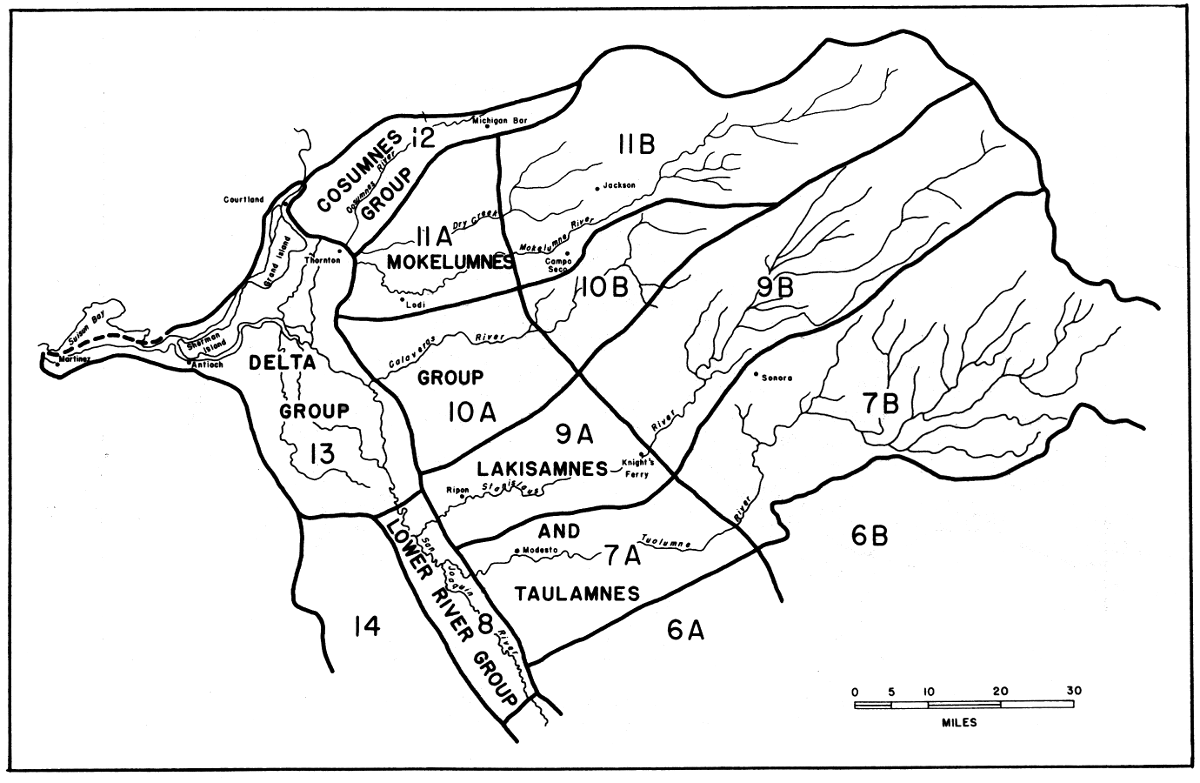 Michigan Bar
12
COSUMNES
Cosumnes River
GROUP
11B
Jackson
Courtland
Grand Island
Thornton
Dry Creek
11A
MOKELUMNES
Mokelumne River
Campo
Seco
Lodi
10B
9B
Suisun Bay
Martinez
Sherman
Island
Antioch
DELTA
GROUP
13
Calaveras River
GROUP
10A
Sonora
7B
9A
LAKISAMNES
River
Knight's
Ferry
Ripon
Stanislaus
AND
Modesto
7A
Tuolumne
River
TAULAMNES
6B
6A
LOWER RIVER GROUP
San
Joaquin
River
8
14
0 5 10 20 30
MILES